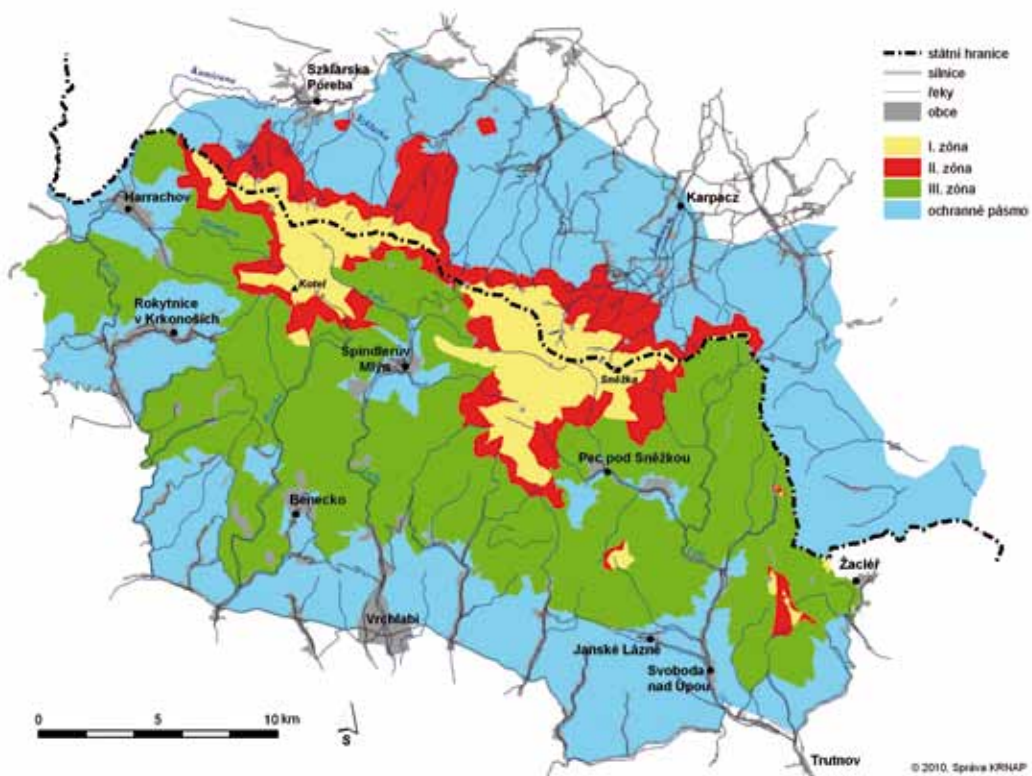 Szklarska
Poreba
Kamienna
Szklarka
Harrachov
Karpacz
Kotel
Rokytnice
v Krkonoších
Špindlerův
Mlýn
Sněžka
Pec pod Sněžkou
Benecko
Žacléř
Vrchlabí
Janské Lázně
Svoboda
nad Úpou
Trutnov
státní hranice
silnice
řeky
obce
I. zóna
II. zóna
III. zóna
ochranné pásmo
0 5 10 km
S
© 2010, Správa KRNAP